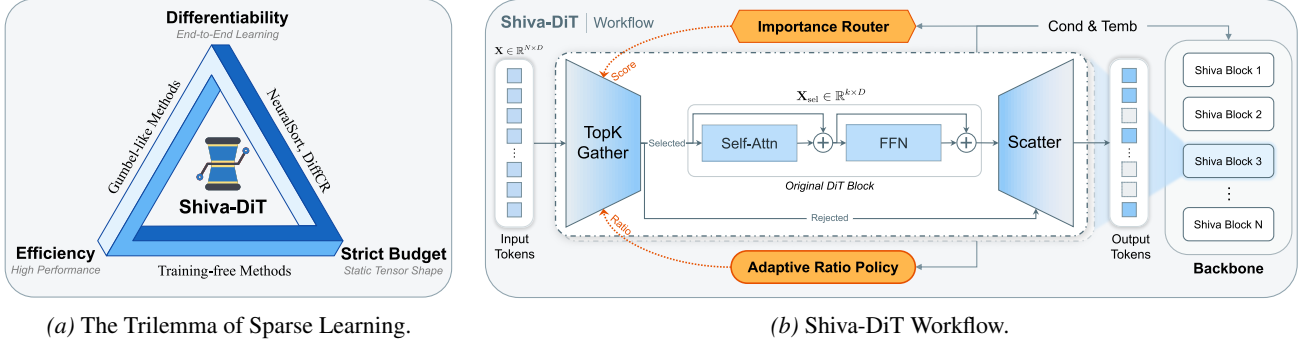 Differentiability
End-to-End Learning
Gumbel-like Methods
NeuralSort, DiffCR
Shiva-DiT
Efficiency
High Performance
Strict Budget
Static Tensor Shape
Training-free Methods
(a) The Trilemma of Sparse Learning.
Shiva-DiT | Workflow
Importance Router
Cond & Temb
X ∈ ℝ^{N×D}
Score
TopK
Gather
Selected
X_sel ∈ ℝ^{k×D}
Self-Attn
FFN
Original DiT Block
Rejected
Scatter
Ratio
Input
Tokens
Adaptive Ratio Policy
Output
Tokens
Shiva Block 1
Shiva Block 2
Shiva Block 3
Shiva Block N
Backbone
(b) Shiva-DiT Workflow.